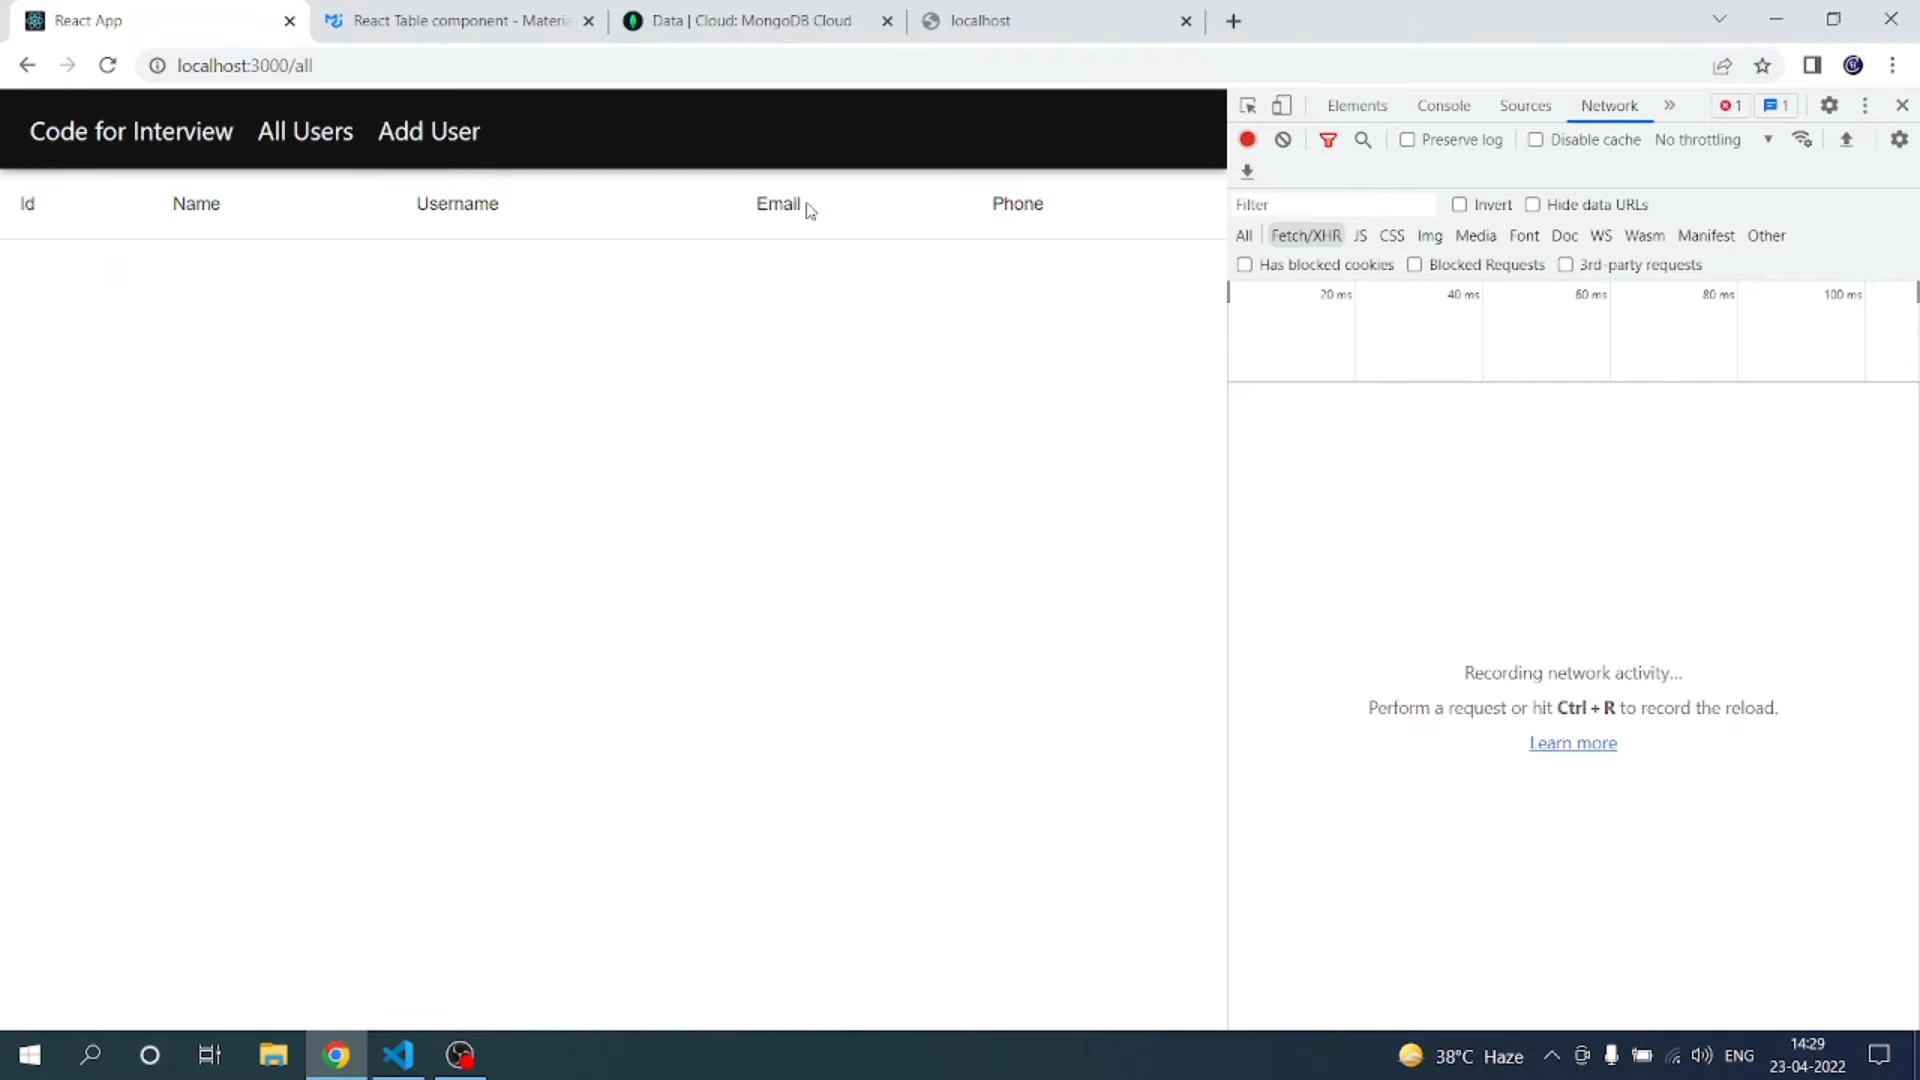 React App
React Table component - Materia
Data | Cloud: MongoDB Cloud
localhost
localhost:3000/all
Code for Interview All Users Add User
Id Name Username Email Phone
Elements Console Sources Network 1 1
Preserve log Disable cache No throttling
Filter Invert Hide data URLs
All Fetch/XHR JS CSS Img Media Font Doc WS Wasm Manifest Other
Has blocked cookies Blocked Requests 3rd-party requests
20 ms 40 ms 60 ms 80 ms 100 ms
Recording network activity...
Perform a request or hit Ctrl + R to record the reload.
Learn more
38°C Haze ENG 14:29
23-04-2022